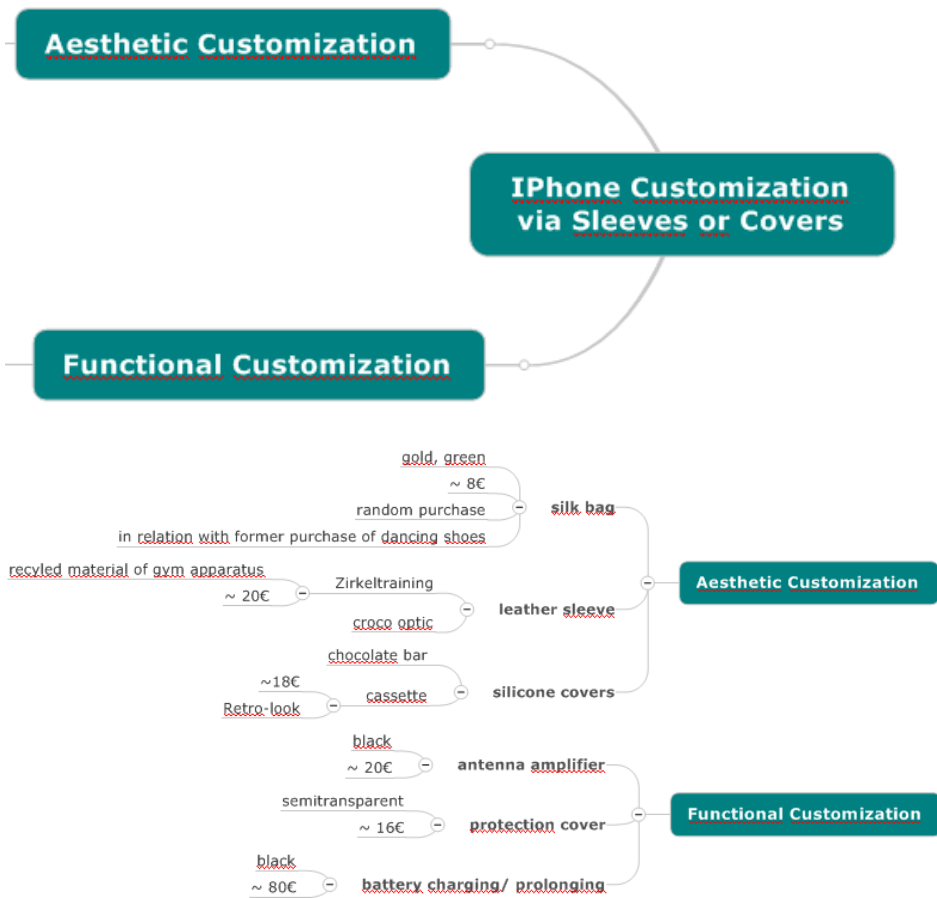 Aesthetic Customization
IPhone Customization
via Sleeves or Covers
Functional Customization
gold, green
~ 8€
random purchase
in relation with former purchase of dancing shoes
silk bag
recyled material of gym apparatus
~ 20€
Zirkeltraining
croco optic
leather sleeve
Aesthetic Customization
chocolate bar
~18€
Retro-look
cassette
silicone covers
black
~ 20€
antenna amplifier
semitransparent
~ 16€
protection cover
Functional Customization
black
~ 80€
battery charging/ prolonging